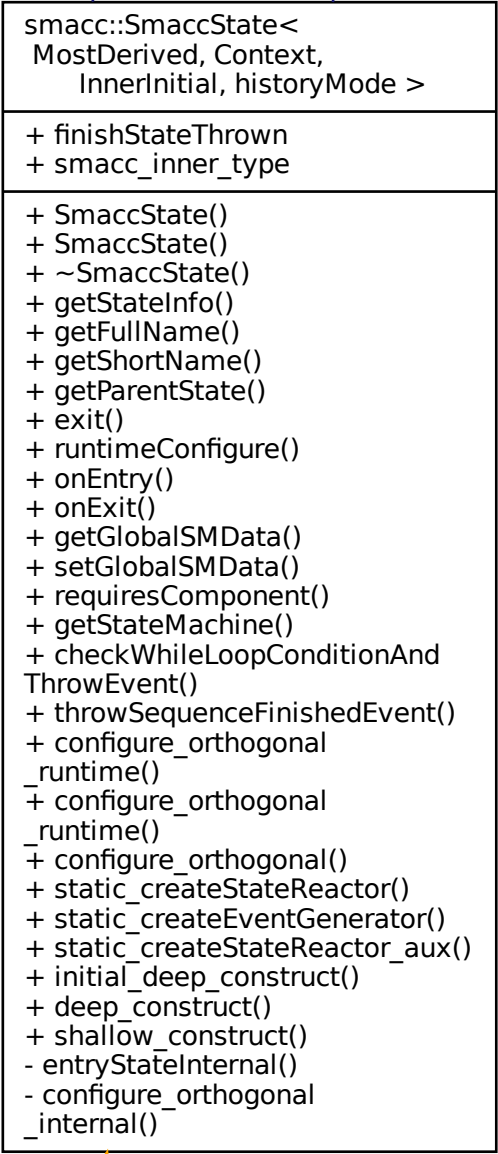 smacc::SmaccState<
MostDerived, Context,
InnerInitial, historyMode >
+ finishStateThrown
+ smacc_inner_type
+ SmaccState()
+ SmaccState()
+ ~SmaccState()
+ getStateInfo()
+ getFullName()
+ getShortName()
+ getParentState()
+ exit()
+ runtimeConfigure()
+ onEntry()
+ onExit()
+ getGlobalSMData()
+ setGlobalSMData()
+ requiresComponent()
+ getStateMachine()
+ checkWhileLoopConditionAnd
ThrowEvent()
+ throwSequenceFinishedEvent()
+ configure_orthogonal
_runtime()
+ configure_orthogonal
_runtime()
+ configure_orthogonal()
+ static_createStateReactor()
+ static_createEventGenerator()
+ static_createStateReactor_aux()
+ initial_deep_construct()
+ deep_construct()
+ shallow_construct()
- entryStateInternal()
- configure_orthogonal
_internal()